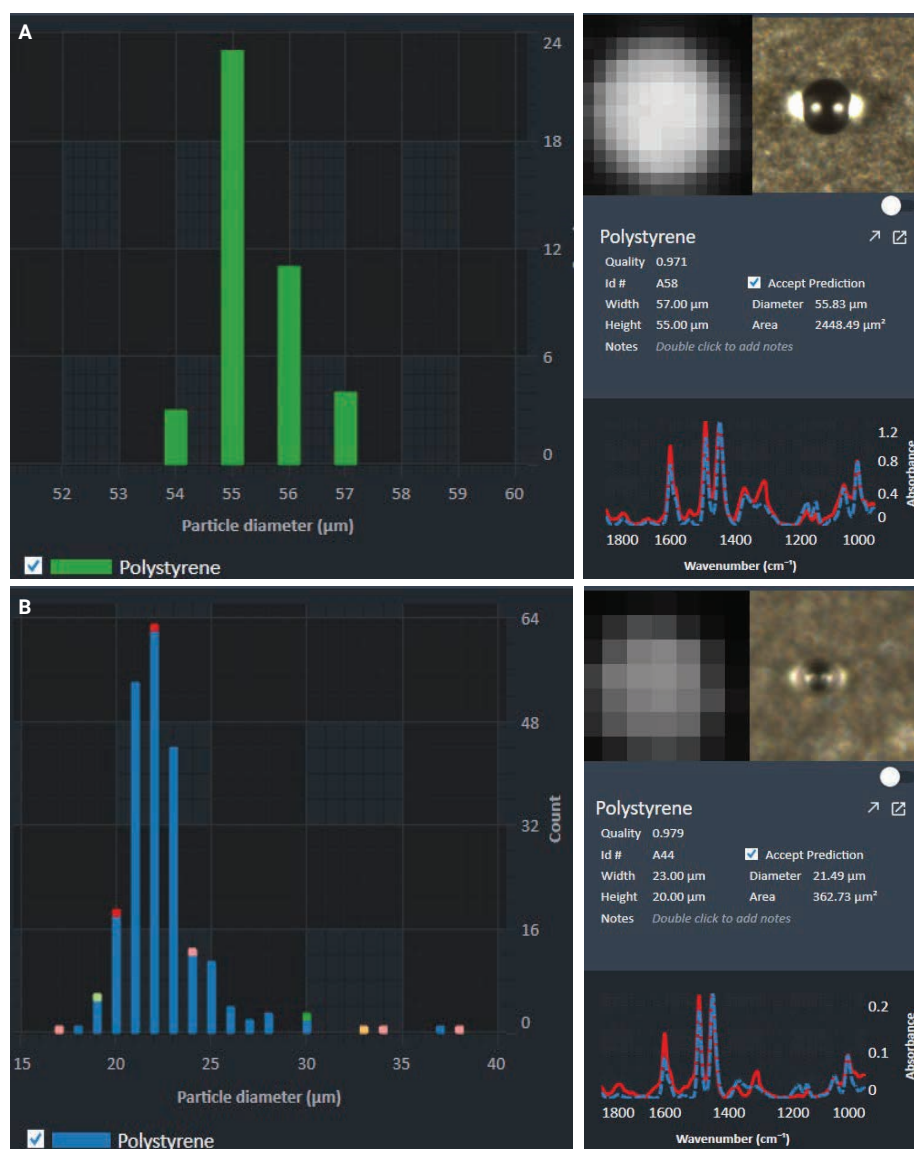 A
24
18
12
6
0
52 53 54 55 56 57 58 59 60
Particle diameter (µm)
Polystyrene
Polystyrene
Quality 0.971
Id # A58 Accept Prediction
Width 57.00 µm Diameter 55.83 µm
Height 55.00 µm Area 2448.49 µm²
Notes Double click to add notes
1.2
0.8
0.4
0
Absorbance
1800 1600 1400 1200 1000
Wavenumber (cm⁻¹)
B
64
48
32
16
0
Count
15 20 25 30 35 40
Particle diameter (µm)
Polystyrene
Polystyrene
Quality 0.979
Id # A44 Accept Prediction
Width 23.00 µm Diameter 21.49 µm
Height 20.00 µm Area 362.73 µm²
Notes Double click to add notes
0.2
0.1
0
Absorbance
1800 1600 1400 1200 1000
Wavenumber (cm⁻¹)